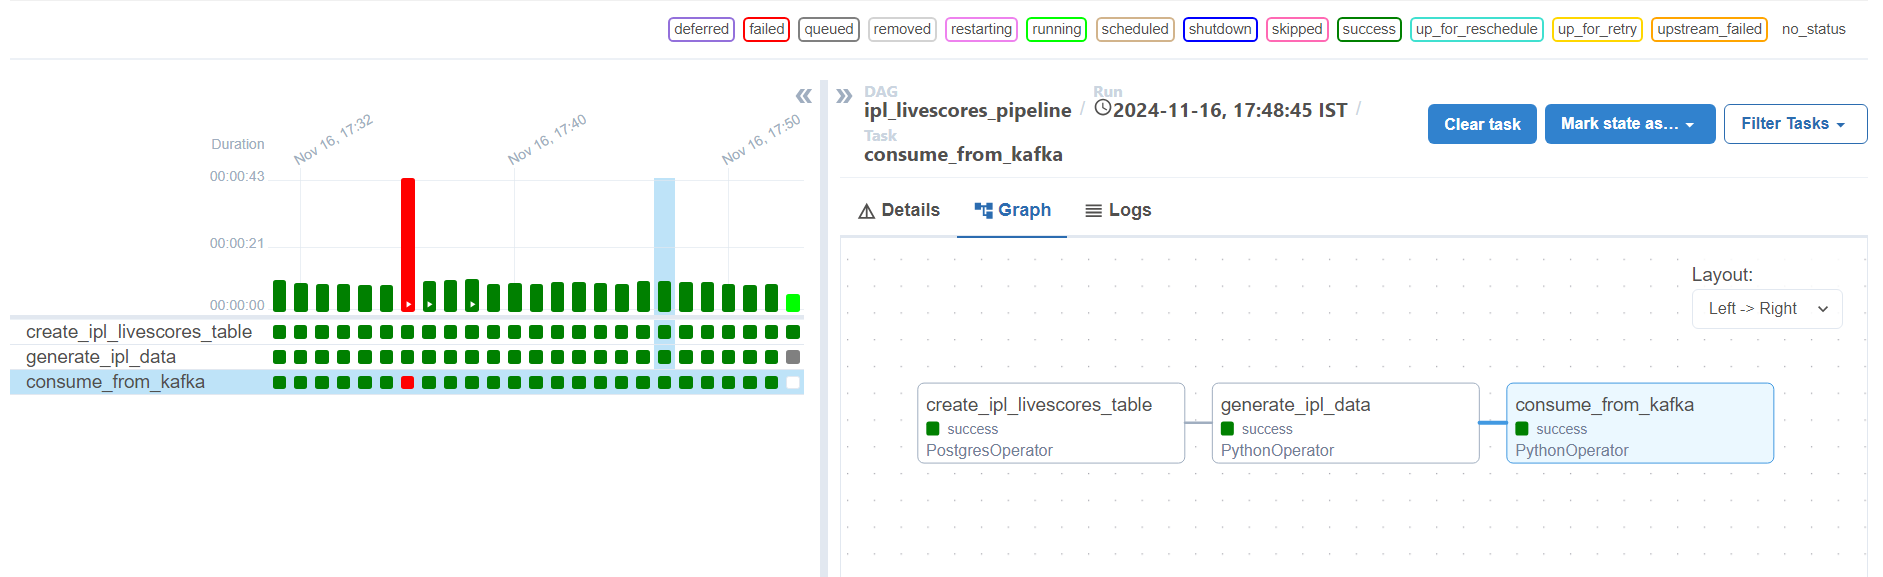 deferred failed queued removed restarting running scheduled shutdown skipped success up_for_reschedule up_for_retry upstream_failed no_status
Duration
Nov 16, 17:32
Nov 16, 17:40
Nov 16, 17:50
00:00:43
00:00:21
00:00:00
create_ipl_livescores_table
generate_ipl_data
consume_from_kafka
DAG
ipl_livescores_pipeline /
Run
2024-11-16, 17:48:45 IST /
Task
consume_from_kafka
Clear task
Mark state as...
Filter Tasks
Details
Graph
Logs
Layout:
Left -> Right
create_ipl_livescores_table
success
PostgresOperator
generate_ipl_data
success
PythonOperator
consume_from_kafka
success
PythonOperator